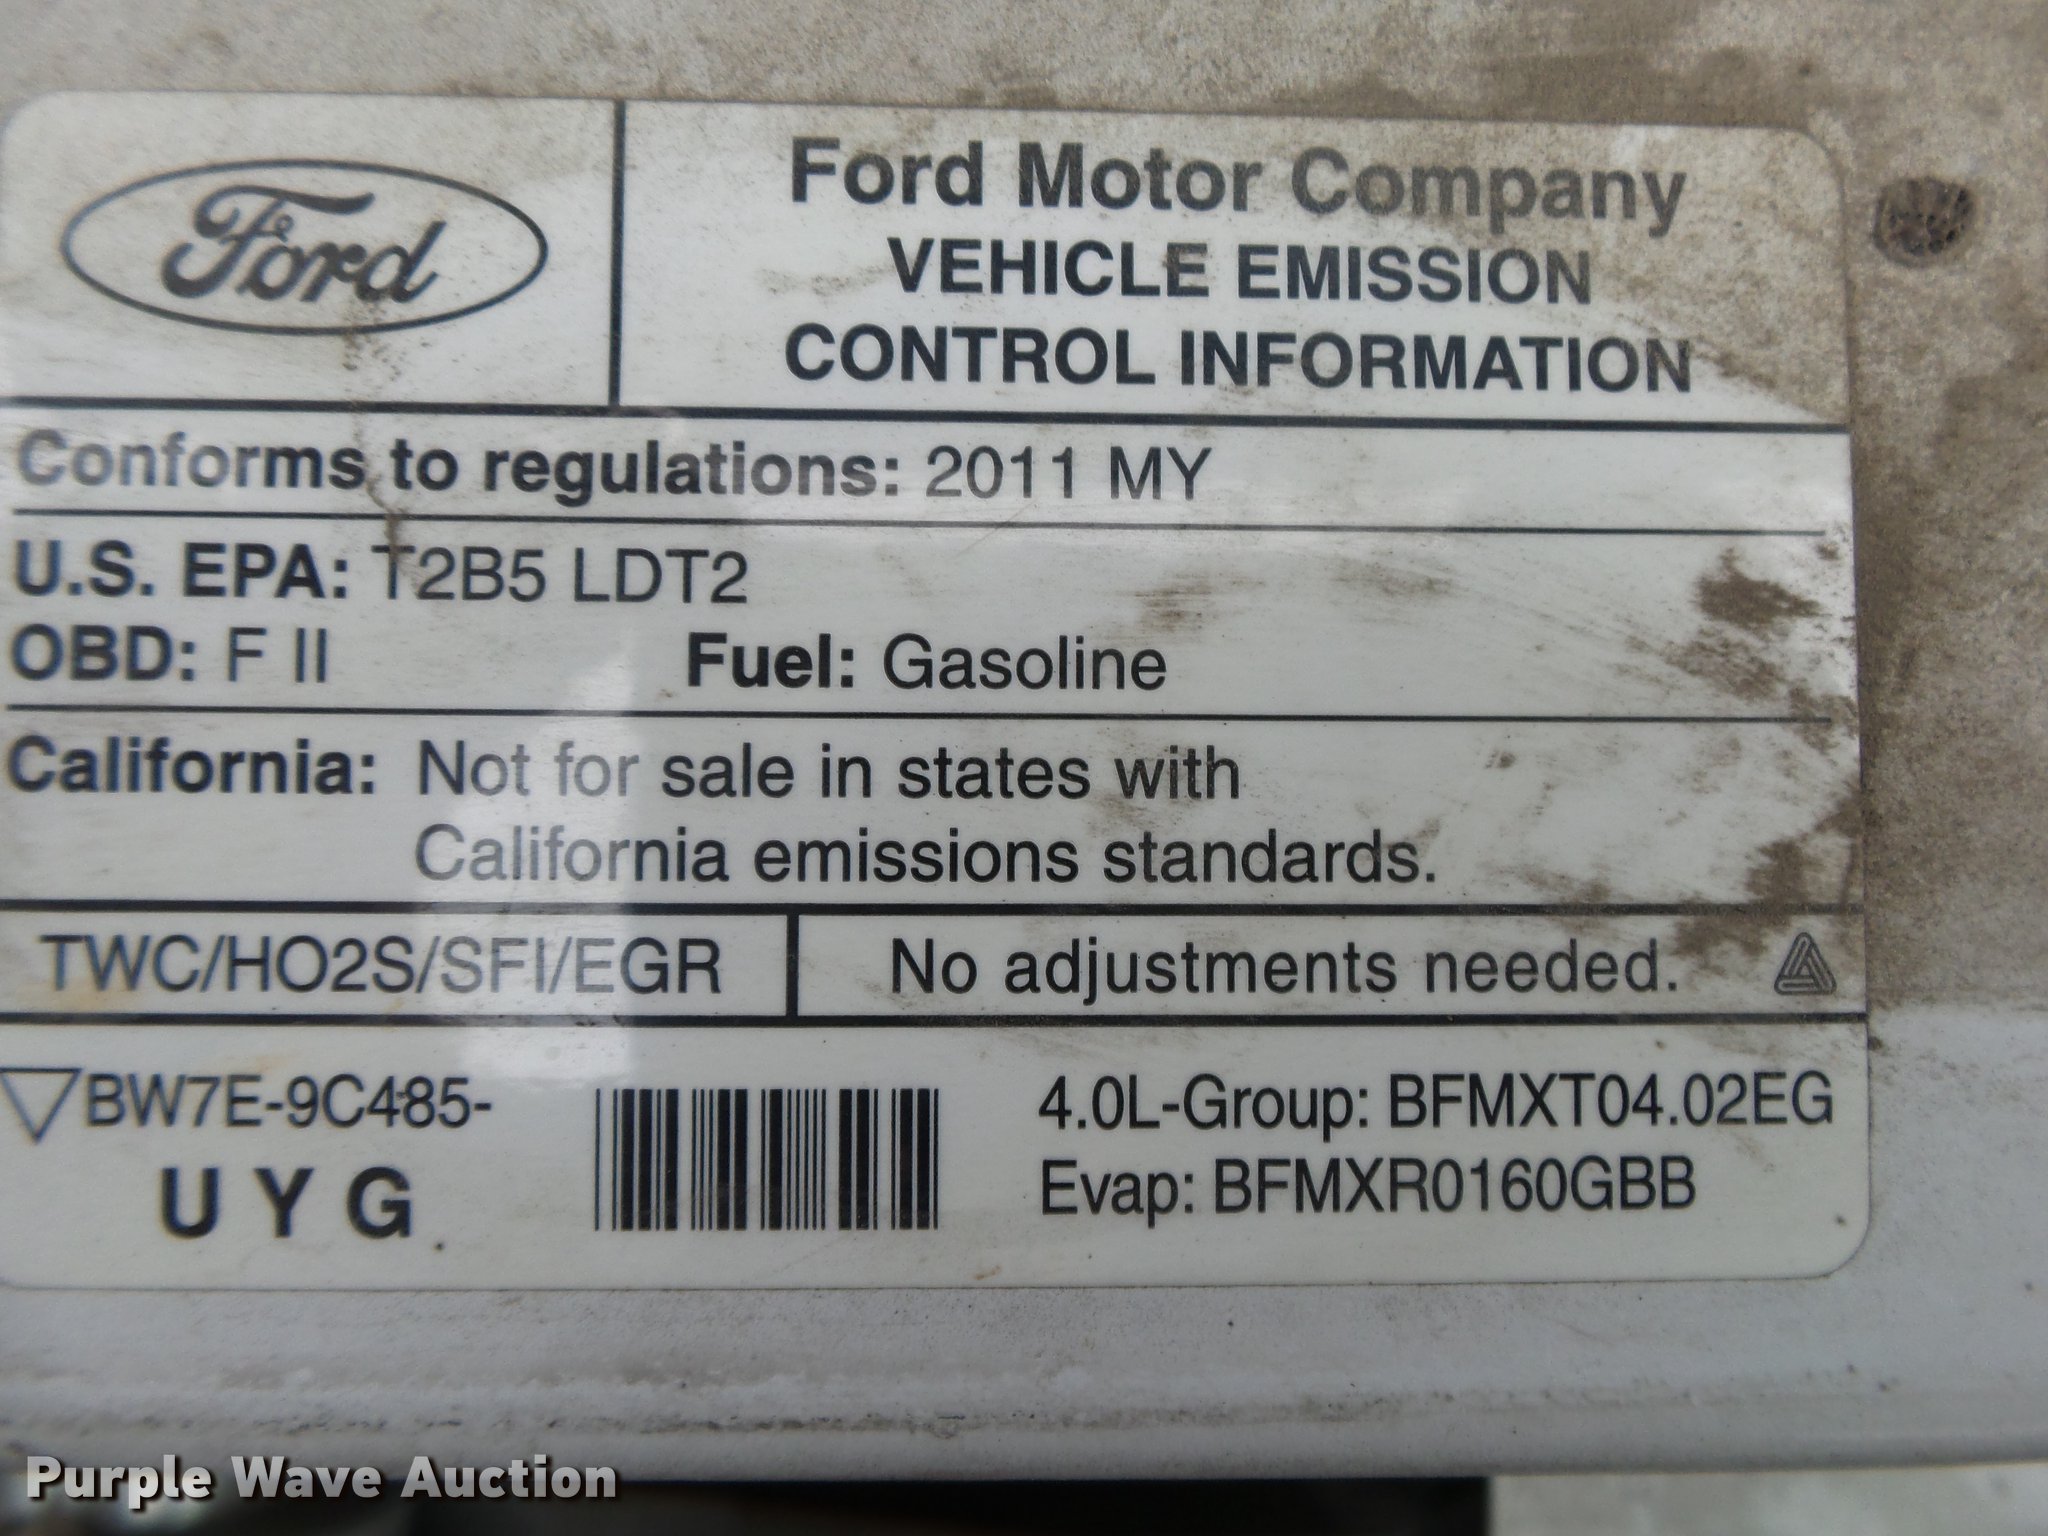 Ford
Ford Motor Company
VEHICLE EMISSION
CONTROL INFORMATION
Conforms to regulations: 2011 MY
U.S. EPA: T2B5 LDT2
OBD: F II Fuel: Gasoline
California: Not for sale in states with
California emissions standards.
TWC/HO2S/SFI/EGR No adjustments needed.
BW7E-9C485-
U Y G
4.0L-Group: BFMXT04.02EG
Evap: BFMXR0160GBB
Purple Wave Auction